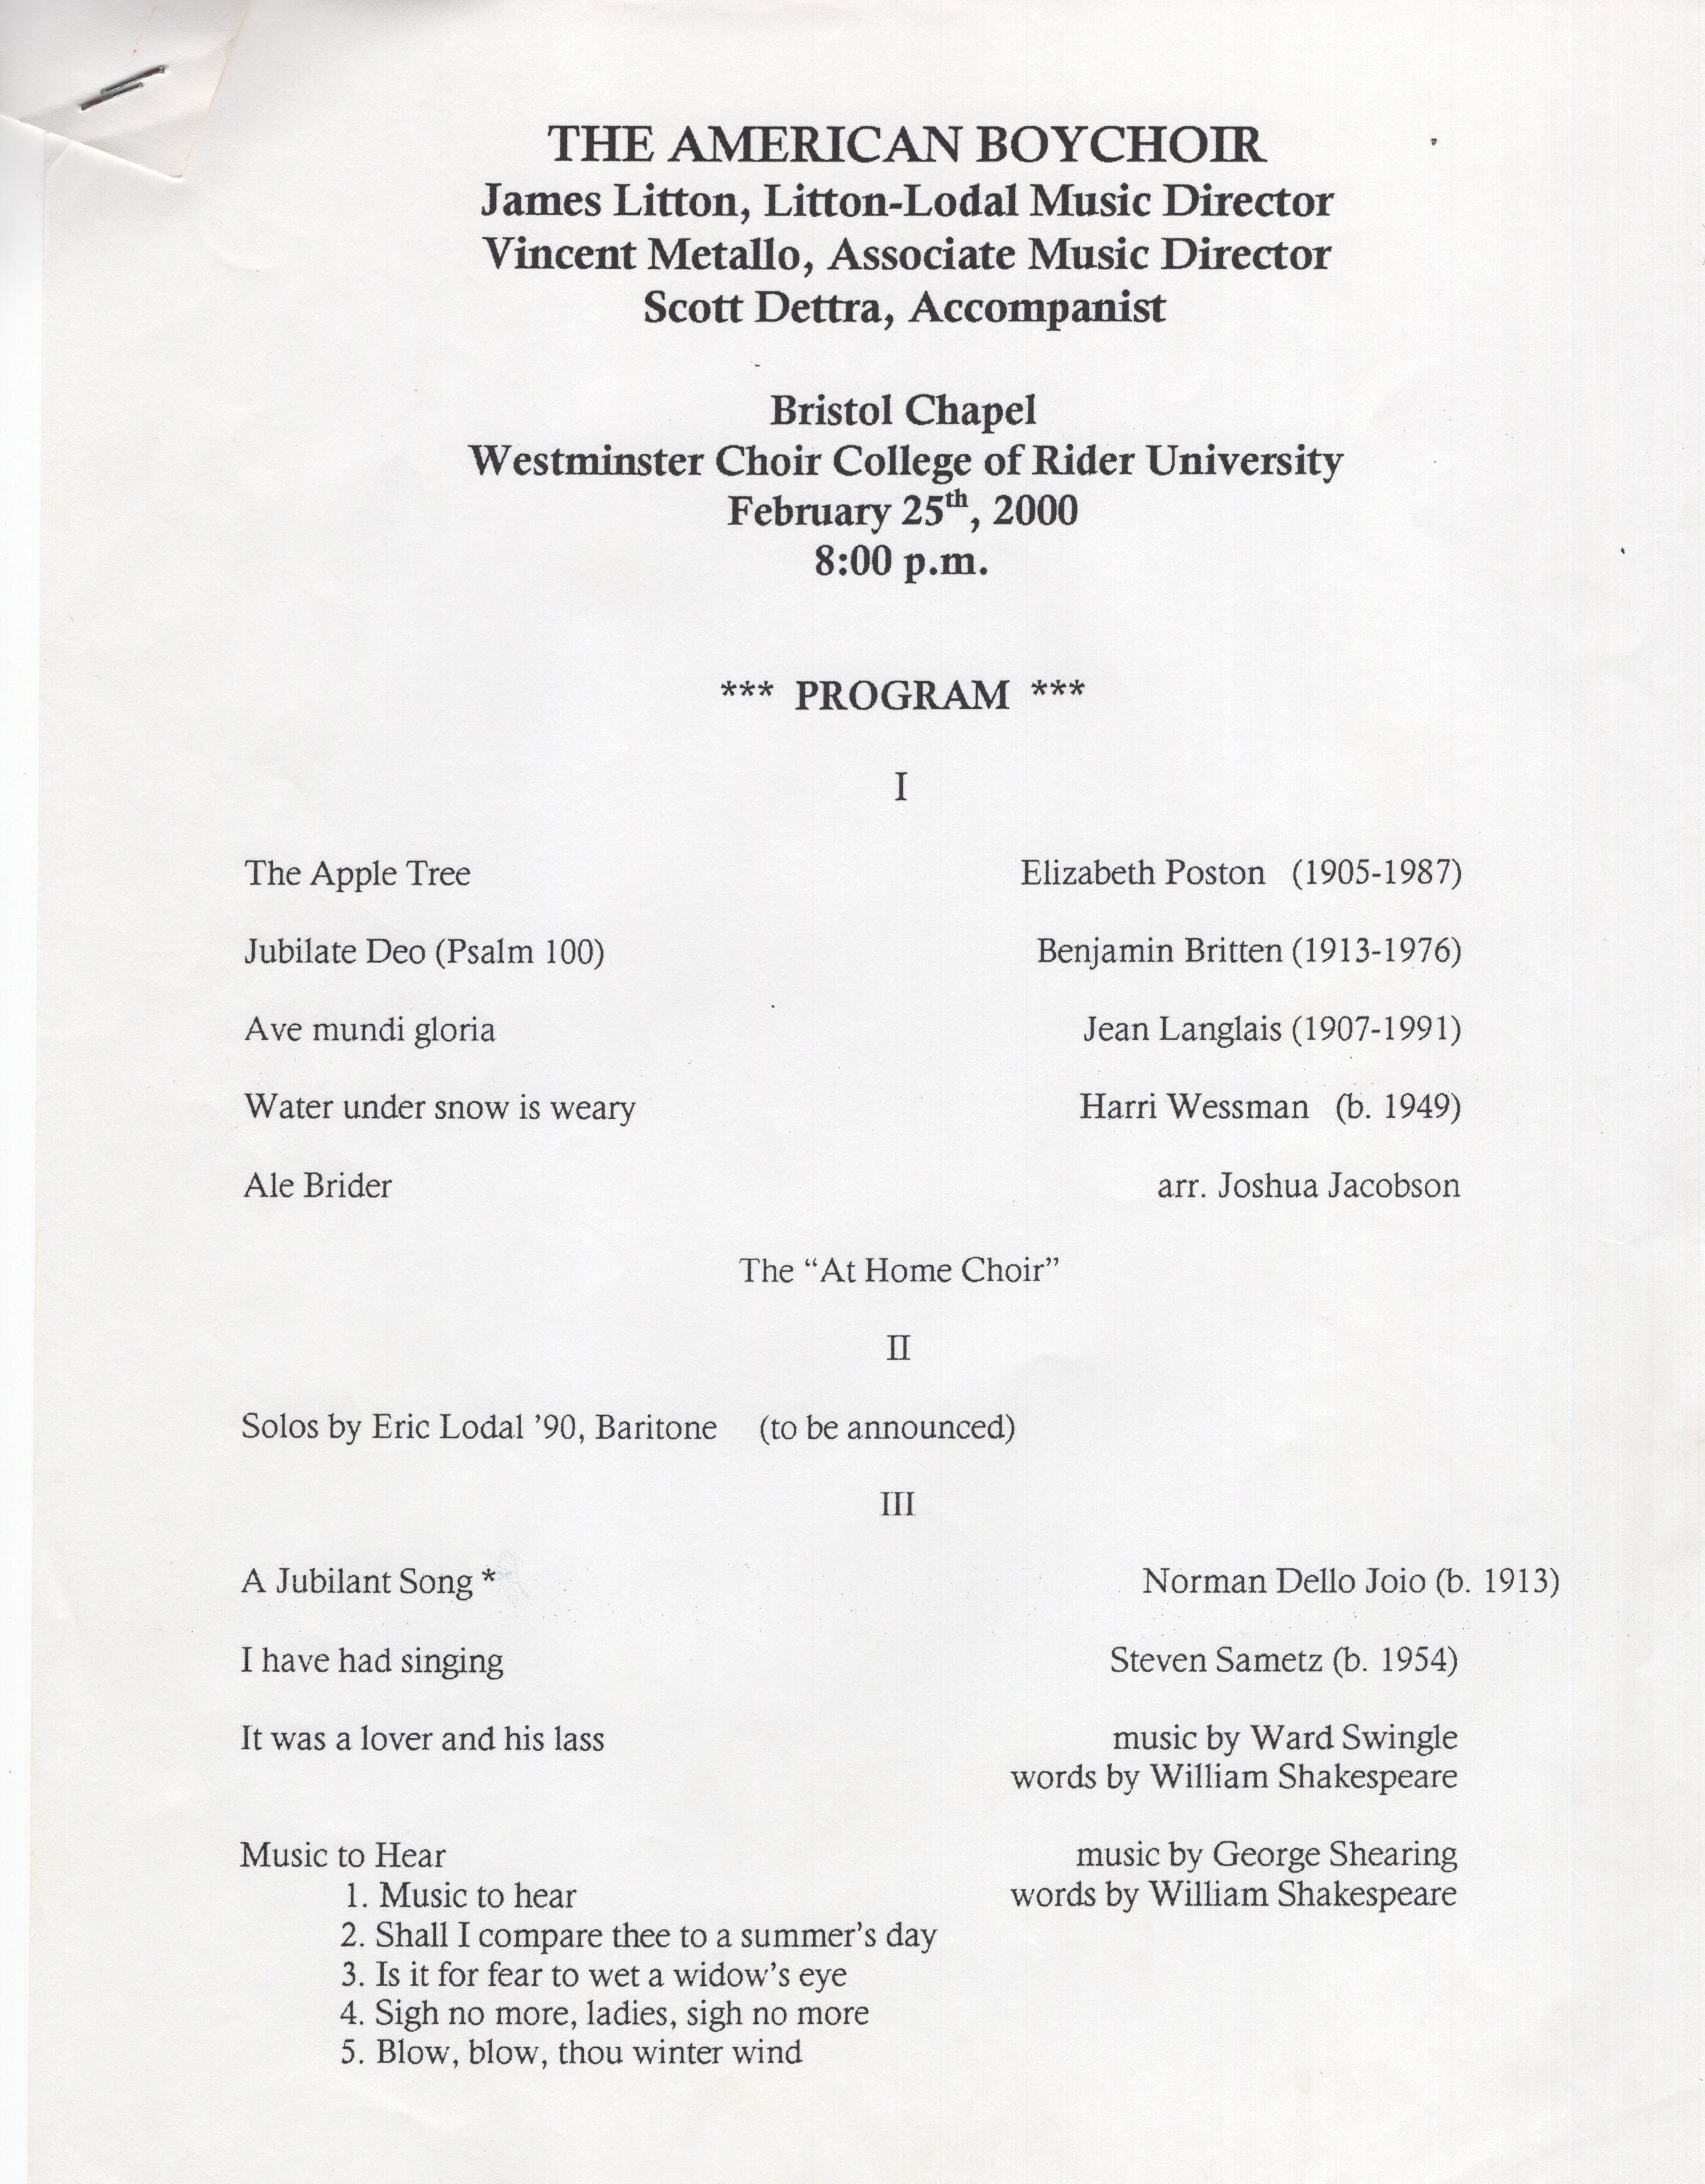 THE AMERICAN BOYCHOIR
James Litton, Litton-Lodal Music Director
Vincent Metallo, Associate Music Director
Scott Dettra, Accompanist
Bristol Chapel
Westminster Choir College of Rider University
February 25th, 2000
8:00 p.m.
*** PROGRAM ***
I
The Apple Tree Elizabeth Poston (1905-1987)
Jubilate Deo (Psalm 100) Benjamin Britten (1913-1976)
Ave mundi gloria Jean Langlais (1907-1991)
Water under snow is weary Harri Wessman (b. 1949)
Ale Brider arr. Joshua Jacobson
The “At Home Choir”
II
Solos by Eric Lodal ’90, Baritone (to be announced)
III
A Jubilant Song * Norman Dello Joio (b. 1913)
I have had singing Steven Sametz (b. 1954)
It was a lover and his lass music by Ward Swingle
words by William Shakespeare
Music to Hear music by George Shearing
1. Music to hear words by William Shakespeare
2. Shall I compare thee to a summer’s day
3. Is it for fear to wet a widow’s eye
4. Sigh no more, ladies, sigh no more
5. Blow, blow, thou winter wind